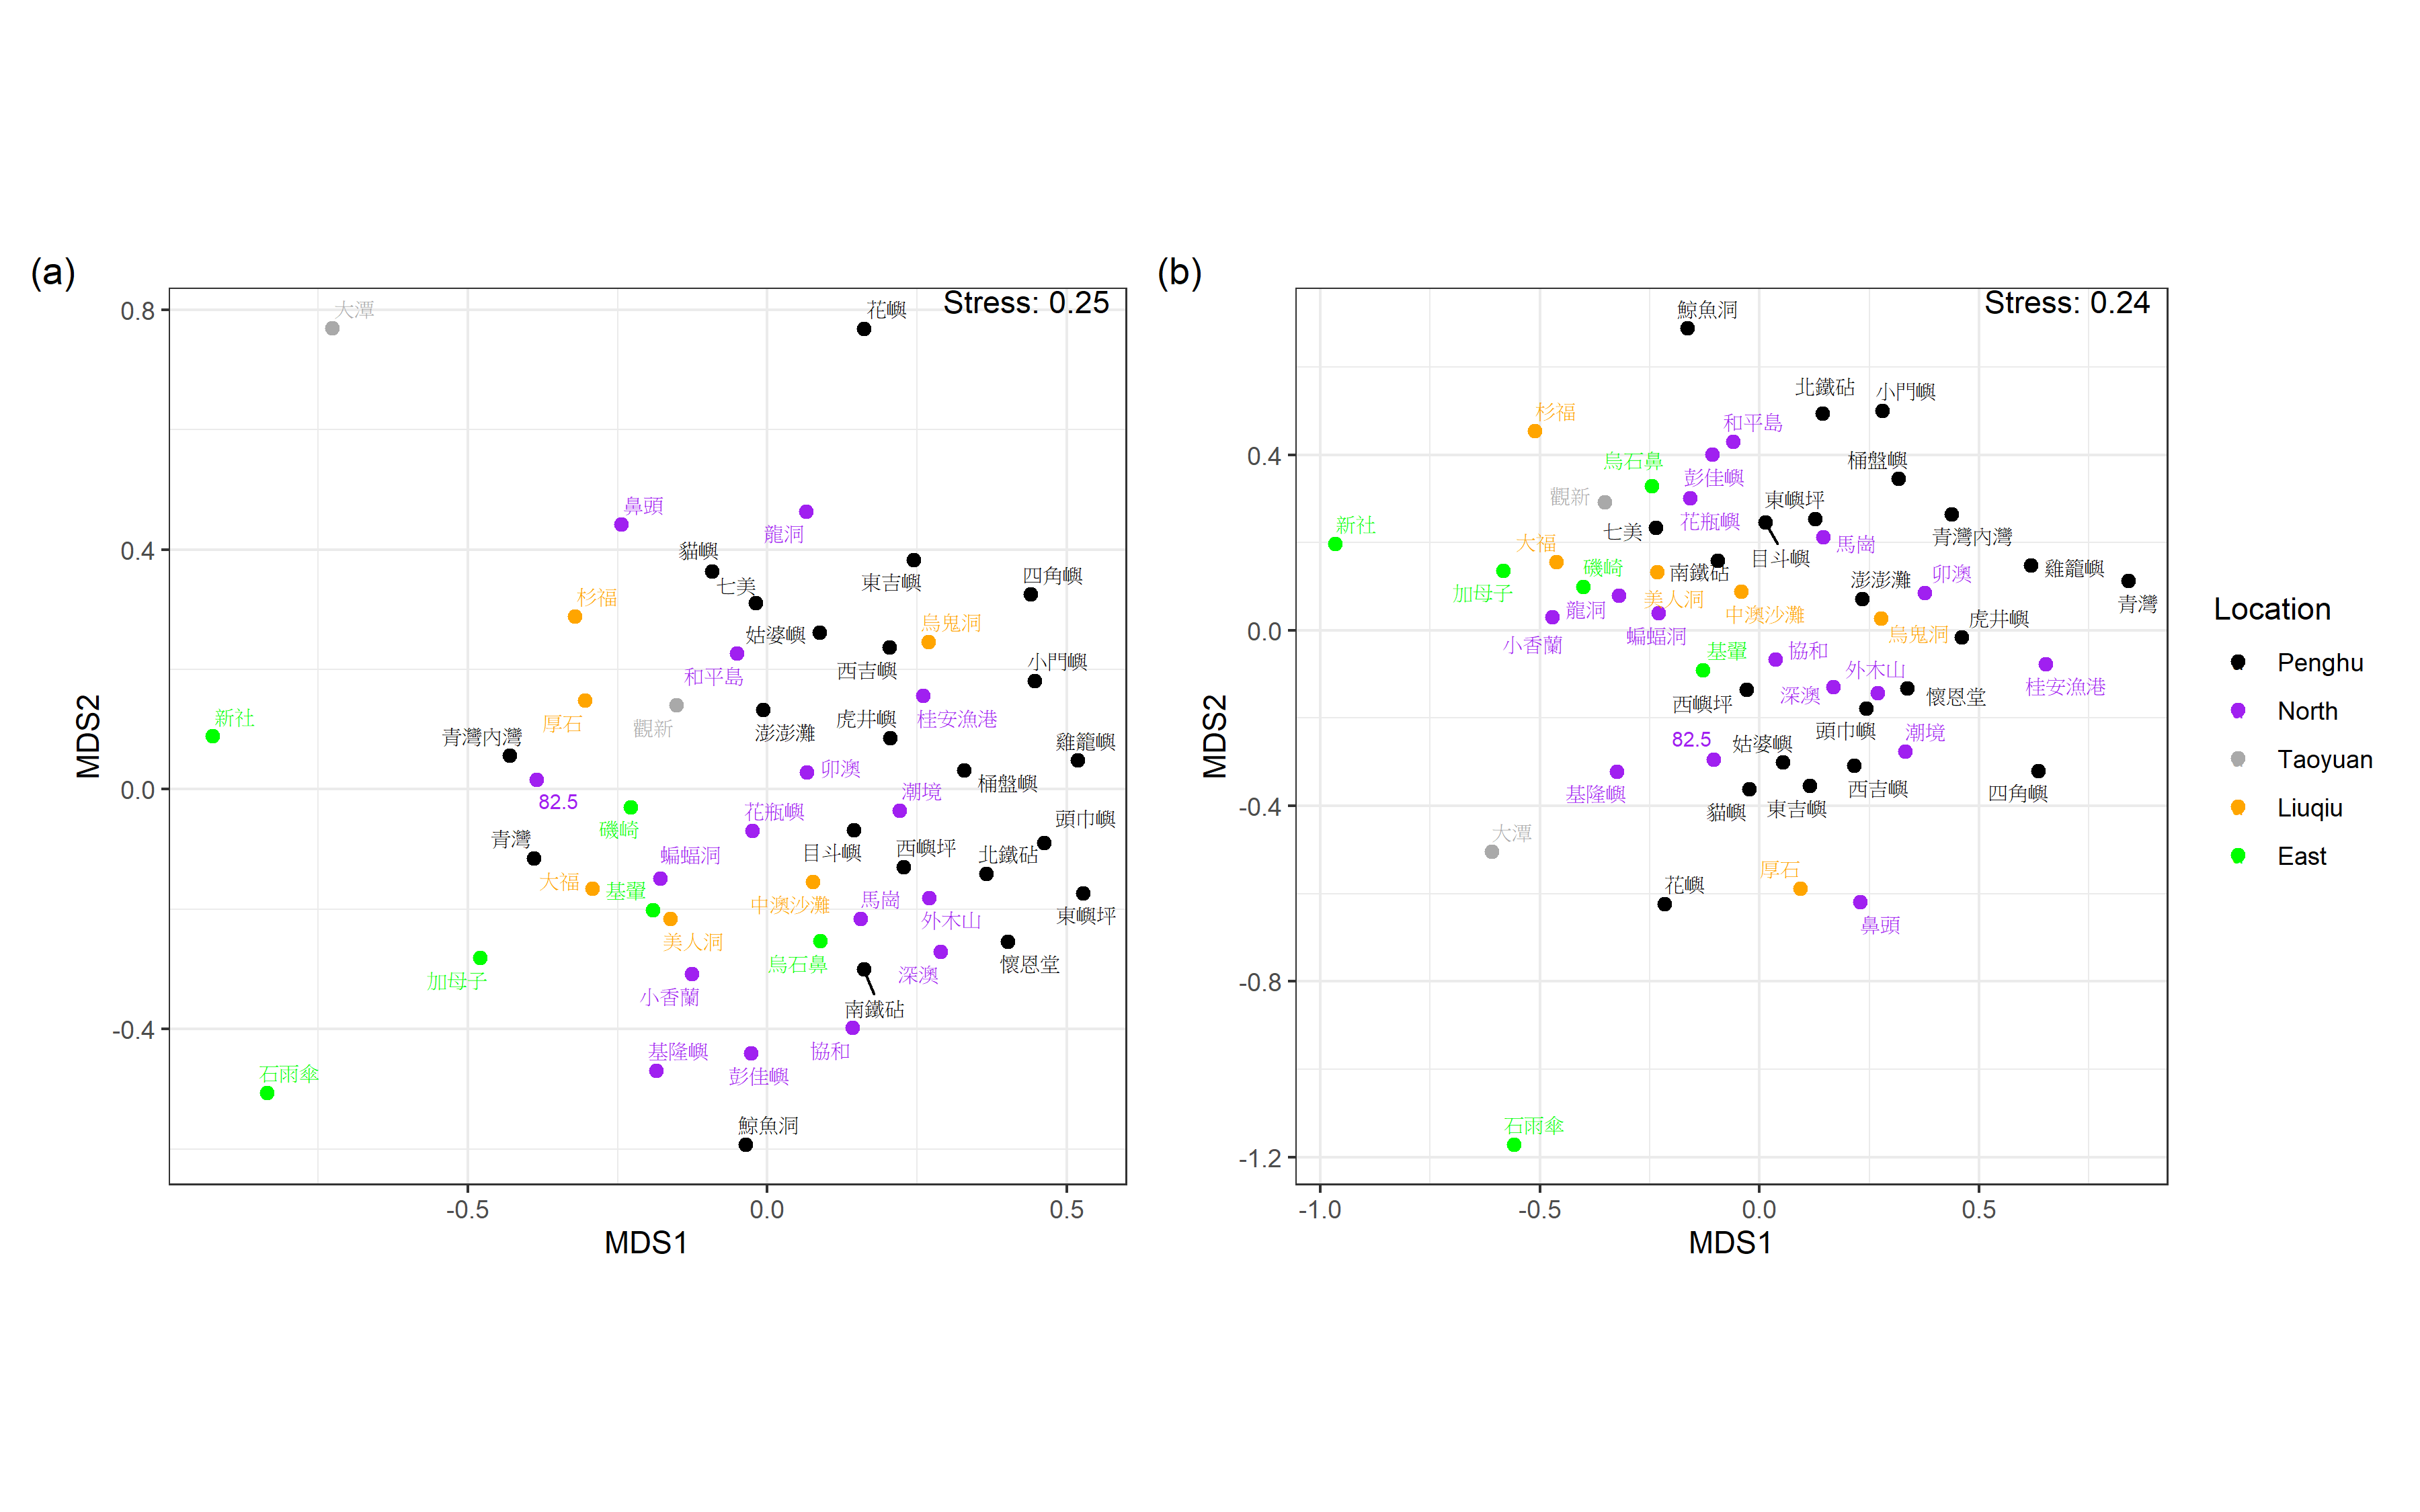 (a)
Stress: 0.25
大潭
花嶼
鼻頭
龍洞
貓嶼
七美
東吉嶼
四角嶼
杉福
姑婆嶼
烏鬼洞
西吉嶼
小門嶼
和平島
厚石
觀新
澎澎灘
虎井嶼
桂安漁港
新社
青灣內灣
82.5
卯澳
潮境
桶盤嶼
雞籠嶼
磯崎
花瓶嶼
目斗嶼
西嶼坪
北鐵砧
頭巾嶼
青灣
大福
蝙蝠洞
基翬
美人洞
中澳沙灘
馬崗
外木山
東嶼坪
加母子
小香蘭
烏石鼻
深澳
懷恩堂
南鐵砧
協和
基隆嶼
彭佳嶼
石雨傘
鯨魚洞
0.8
0.4
0.0
-0.4
-0.5
0.0
0.5
MDS1
MDS2
(b)
Stress: 0.24
鯨魚洞
北鐵砧
小門嶼
杉福
和平島
烏石鼻
彭佳嶼
桶盤嶼
觀新
花瓶嶼
東嶼坪
七美
目斗嶼
馬崗
青灣內灣
新社
大福
加母子
磯崎
南鐵砧
澎澎灘
卯澳
雞籠嶼
青灣
龍洞
美人洞
中澳沙灘
小香蘭
蝙蝠洞
烏鬼洞
虎井嶼
基翬
協和
外木山
桂安漁港
西嶼坪
深澳
懷恩堂
頭巾嶼
潮境
82.5
姑婆嶼
基隆嶼
貓嶼
東吉嶼
西吉嶼
四角嶼
大潭
花嶼
厚石
鼻頭
石雨傘
0.4
0.0
-0.4
-0.8
-1.2
-1.0
-0.5
0.0
0.5
MDS1
MDS2
Location
Penghu
North
Taoyuan
Liuqiu
East